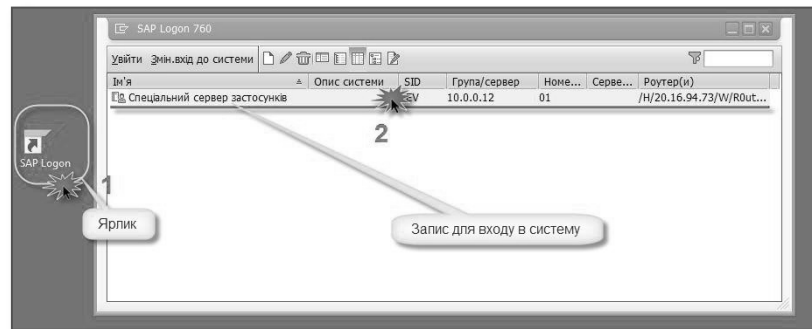 SAP Logon 760
Увійти Змін.вхід до системи
Ім'я Опис системи SID Група/сервер Номе... Серве... Роутер(и)
Спеціальний сервер застосунків EV 10.0.0.12 01 /H/20.16.94.73/W/R0ut...
2
SAP Logon
1
Ярлик
Запис для входу в систему